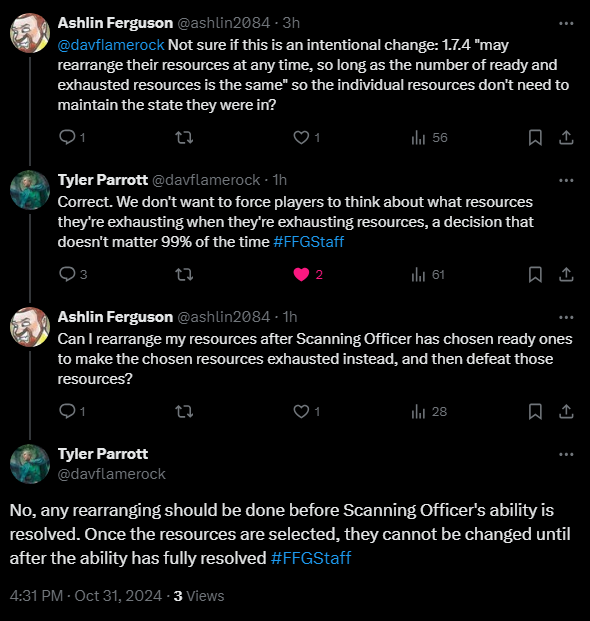 Ashlin Ferguson @ashlin2084 · 3h
@davflamerock Not sure if this is an intentional change: 1.7.4 "may
rearrange their resources at any time, so long as the number of ready and
exhausted resources is the same" so the individual resources don't need to
maintain the state they were in?
1 1 56
Tyler Parrott @davflamerock · 1h
Correct. We don't want to force players to think about what resources
they're exhausting when they're exhausting resources, a decision that
doesn't matter 99% of the time #FFGStaff
3 2 61
Ashlin Ferguson @ashlin2084 · 1h
Can I rearrange my resources after Scanning Officer has chosen ready ones
to make the chosen resources exhausted instead, and then defeat those
resources?
1 1 28
Tyler Parrott
@davflamerock
No, any rearranging should be done before Scanning Officer's ability is
resolved. Once the resources are selected, they cannot be changed until
after the ability has fully resolved #FFGStaff
4:31 PM · Oct 31, 2024 · 3 Views